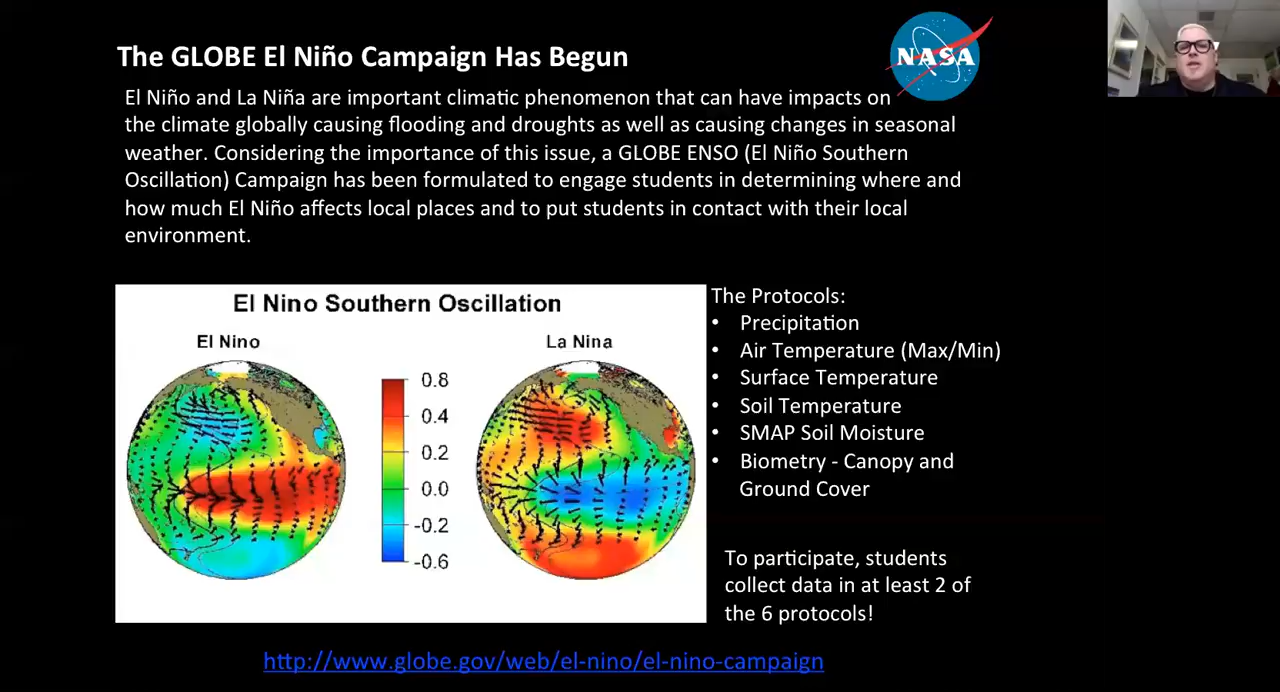 The GLOBE El Niño Campaign Has Begun
NASA
El Niño and La Niña are important climatic phenomenon that can have impacts on
the climate globally causing flooding and droughts as well as causing changes in seasonal
weather. Considering the importance of this issue, a GLOBE ENSO (El Niño Southern
Oscillation) Campaign has been formulated to engage students in determining where and
how much El Niño affects local places and to put students in contact with their local
environment.
El Nino Southern Oscillation
El Nino
La Nina
0.8
0.4
0.2
0.0
-0.2
-0.6
The Protocols:
• Precipitation
• Air Temperature (Max/Min)
• Surface Temperature
• Soil Temperature
• SMAP Soil Moisture
• Biometry - Canopy and
Ground Cover
To participate, students
collect data in at least 2 of
the 6 protocols!
http://www.globe.gov/web/el-nino/el-nino-campaign